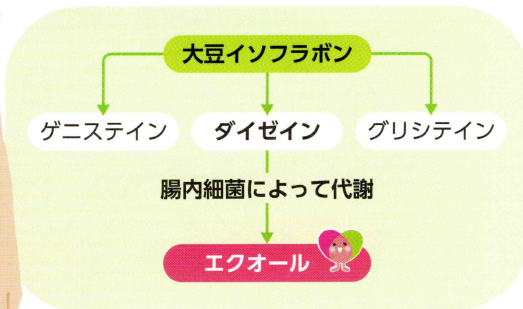 大豆イソフラボン
ゲニステイン ダイゼイン グリシテイン
腸内細菌によって代謝
エクオール